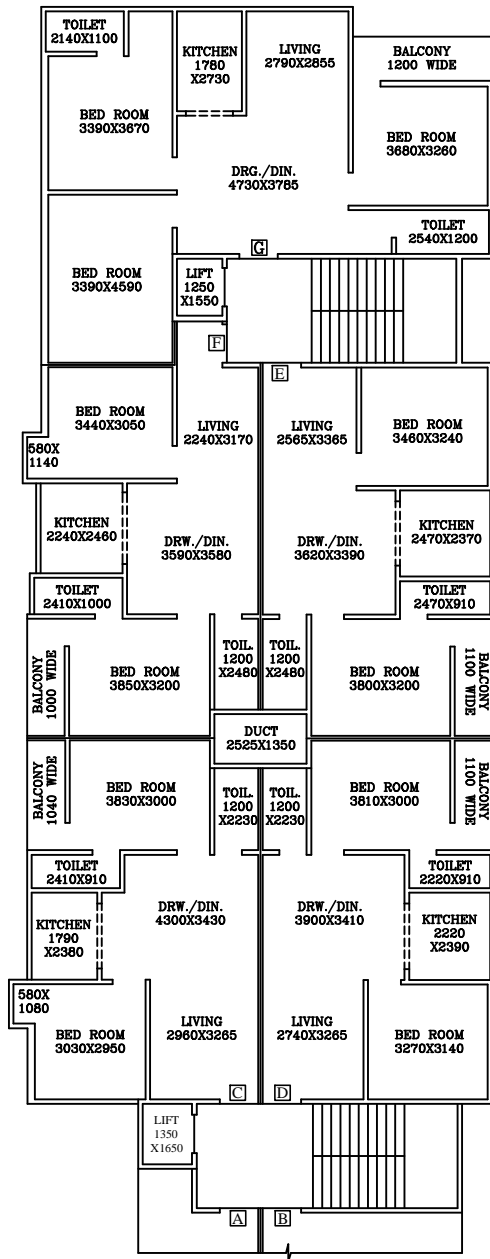 TOILET
2140X1100
KITCHEN
1780
X2730
LIVING
2790X2855
BALCONY
1200 WIDE
BED ROOM
3390X3670
BED ROOM
3680X3260
DRG./DIN.
4730X3785
TOILET
2540X1200
G
BED ROOM
3390X4590
LIFT
1250
X1550
F
E
BED ROOM
3440X3050
LIVING
2240X3170
LIVING
2565X3365
BED ROOM
3460X3240
580X
1140
KITCHEN
2240X2460
DRW./DIN.
3590X3580
DRW./DIN.
3620X3390
KITCHEN
2470X2370
TOILET
2410X1000
TOILET
2470X910
BALCONY
1000 WIDE
BED ROOM
3850X3200
TOIL.
1200
X2480
TOIL.
1200
X2480
BED ROOM
3800X3200
BALCONY
1100 WIDE
DUCT
2525X1350
BALCONY
1040 WIDE
BED ROOM
3830X3000
TOIL.
1200
X2230
TOIL.
1200
X2230
BED ROOM
3810X3000
BALCONY
1100 WIDE
TOILET
2410X910
TOILET
2220X910
KITCHEN
1790
X2380
DRW./DIN.
4300X3430
DRW./DIN.
3900X3410
KITCHEN
2220
X2390
580X
1080
BED ROOM
3030X2950
LIVING
2960X3265
LIVING
2740X3265
BED ROOM
3270X3140
C
D
LIFT
1350
X1650
A
B